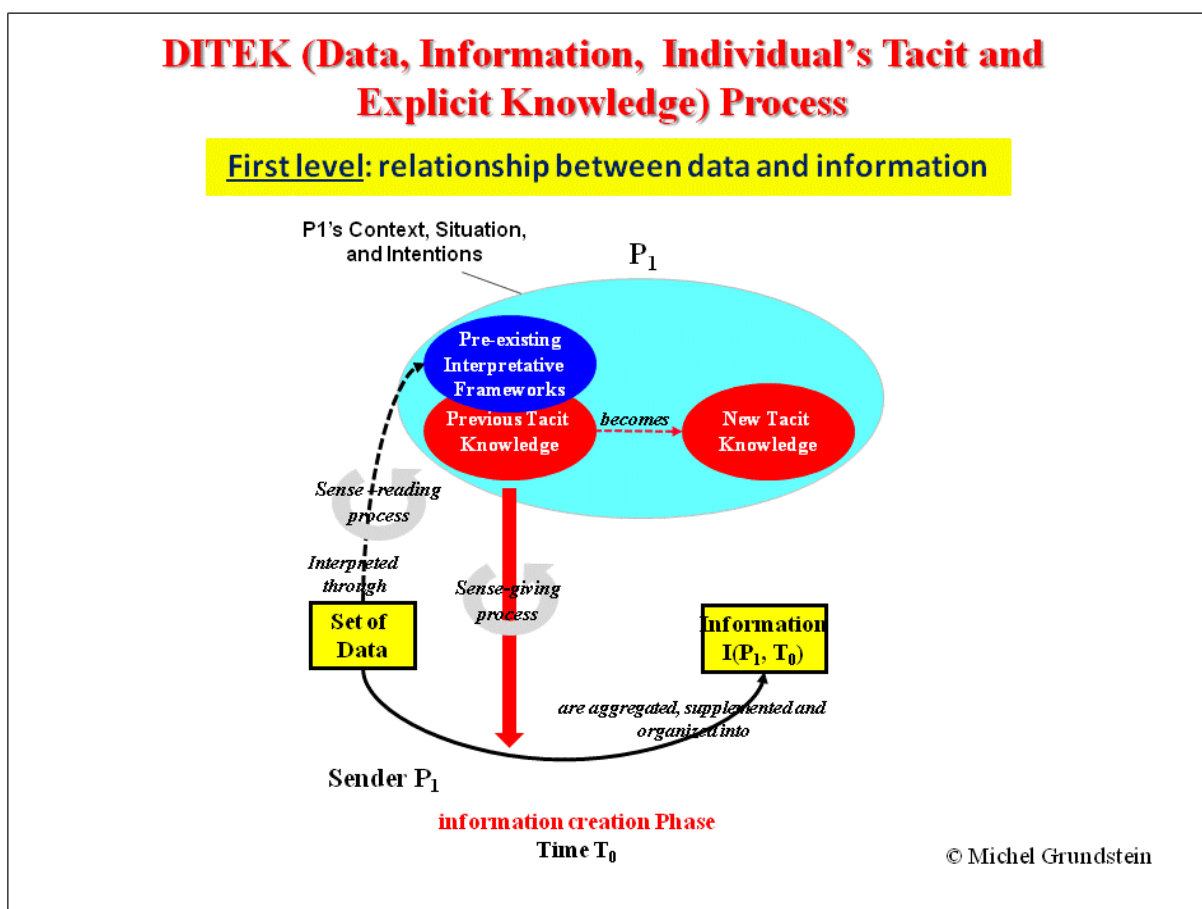 DITEK (Data, Information, Individual's Tacit and
Explicit Knowledge) Process
First level: relationship between data and information
P1's Context, Situation,
and Intentions
P₁
Pre-existing
Interpretative
Frameworks
Previous Tacit
Knowledge
becomes
New Tacit
Knowledge
Sense -reading
process
Interpreted
through
Sense-giving
process
Set of
Data
Information
I(P₁, T₀)
are aggregated, supplemented and
organized into
Sender P₁
information creation Phase
Time T₀
© Michel Grundstein